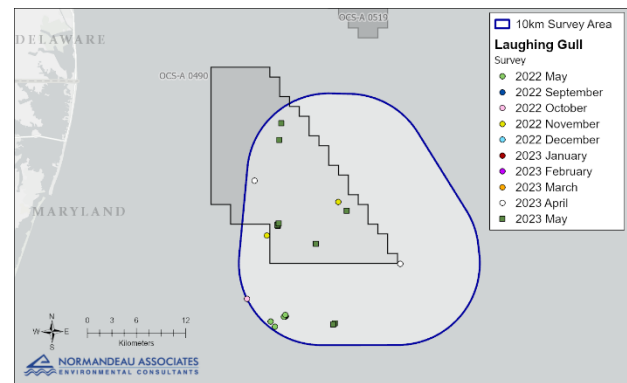 DELAWARE
OCS-A 0519
OCS-A 0490
MARYLAND
10km Survey Area
Laughing Gull
Survey
2022 May
2022 September
2022 October
2022 November
2022 December
2023 January
2023 February
2023 March
2023 April
2023 May
N
W E
S
0 3 6 12
Kilometers
NORMANDEAU ASSOCIATES
ENVIRONMENTAL CONSULTANTS